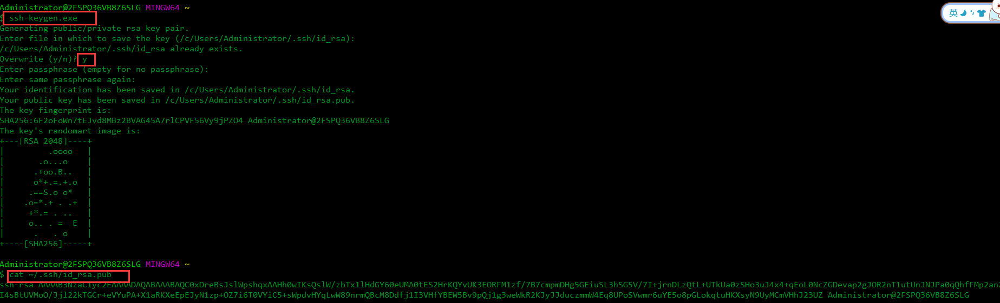 Administrator@2FSPQ36VB8Z6SLG MINGW64 ~
英
$ ssh-keygen.exe
Generating public/private rsa key pair.
Enter file in which to save the key (/c/Users/Administrator/.ssh/id_rsa):
/c/Users/Administrator/.ssh/id_rsa already exists.
Overwrite (y/n)? y
Enter passphrase (empty for no passphrase):
Enter same passphrase again:
Your identification has been saved in /c/Users/Administrator/.ssh/id_rsa.
Your public key has been saved in /c/Users/Administrator/.ssh/id_rsa.pub.
The key fingerprint is:
SHA256:6F2oFoWn7tEJvd8MBz2BVAG45A7rlCPVF56Vy9jPZO4 Administrator@2FSPQ36VB8Z6SLG
The key's randomart image is:
+---[RSA 2048]----+
|         .oooo   |
|       .o...o    |
|      .+oo.B..   |
|      o*+.=.+.o  |
|     .==S.o o*   |
|    .o=*.+ . .+  |
|     +*.= . ..   |
|     o.. . =  E  |
|      .   . o    |
+----[SHA256]-----+
Administrator@2FSPQ36VB8Z6SLG MINGW64 ~
$ cat ~/.ssh/id_rsa.pub
ssh-rsa AAAAB3NzaC1yc2EAAAADAQABAAABAQC0xDreBsJslWpshqxAAHh0wIKsQslW/zbTx1lHdGY60eUMA0tES2HrKQYvUK3EORFM1zf/7B7cmpmDHg5GEiuSL3hSG5V/7I+jrnDLzQtL+UTkUa0zSHo3uJ4x4+qEoL0NcZGDevap2gJOR2nT1utUnJNJPa0qQhfFMp2an
I4sBtUVMoO/Jjl22kTGCr+eVYuPA+X1aRKXeEpEJyN1zp+OZ7i6T0VYiC5+sWpdvHYqLwW89nrmQBcM8Ddfj1I3VHfYBEW5Bv9pQj1g3weWkR2KJyJJduczmmW4Eq8UPoSVwmr6uYE5o8pGLokqtuHKXsyN9UyMCmVHhJ23UZ Administrator@2FSPQ36VB8Z6SLG